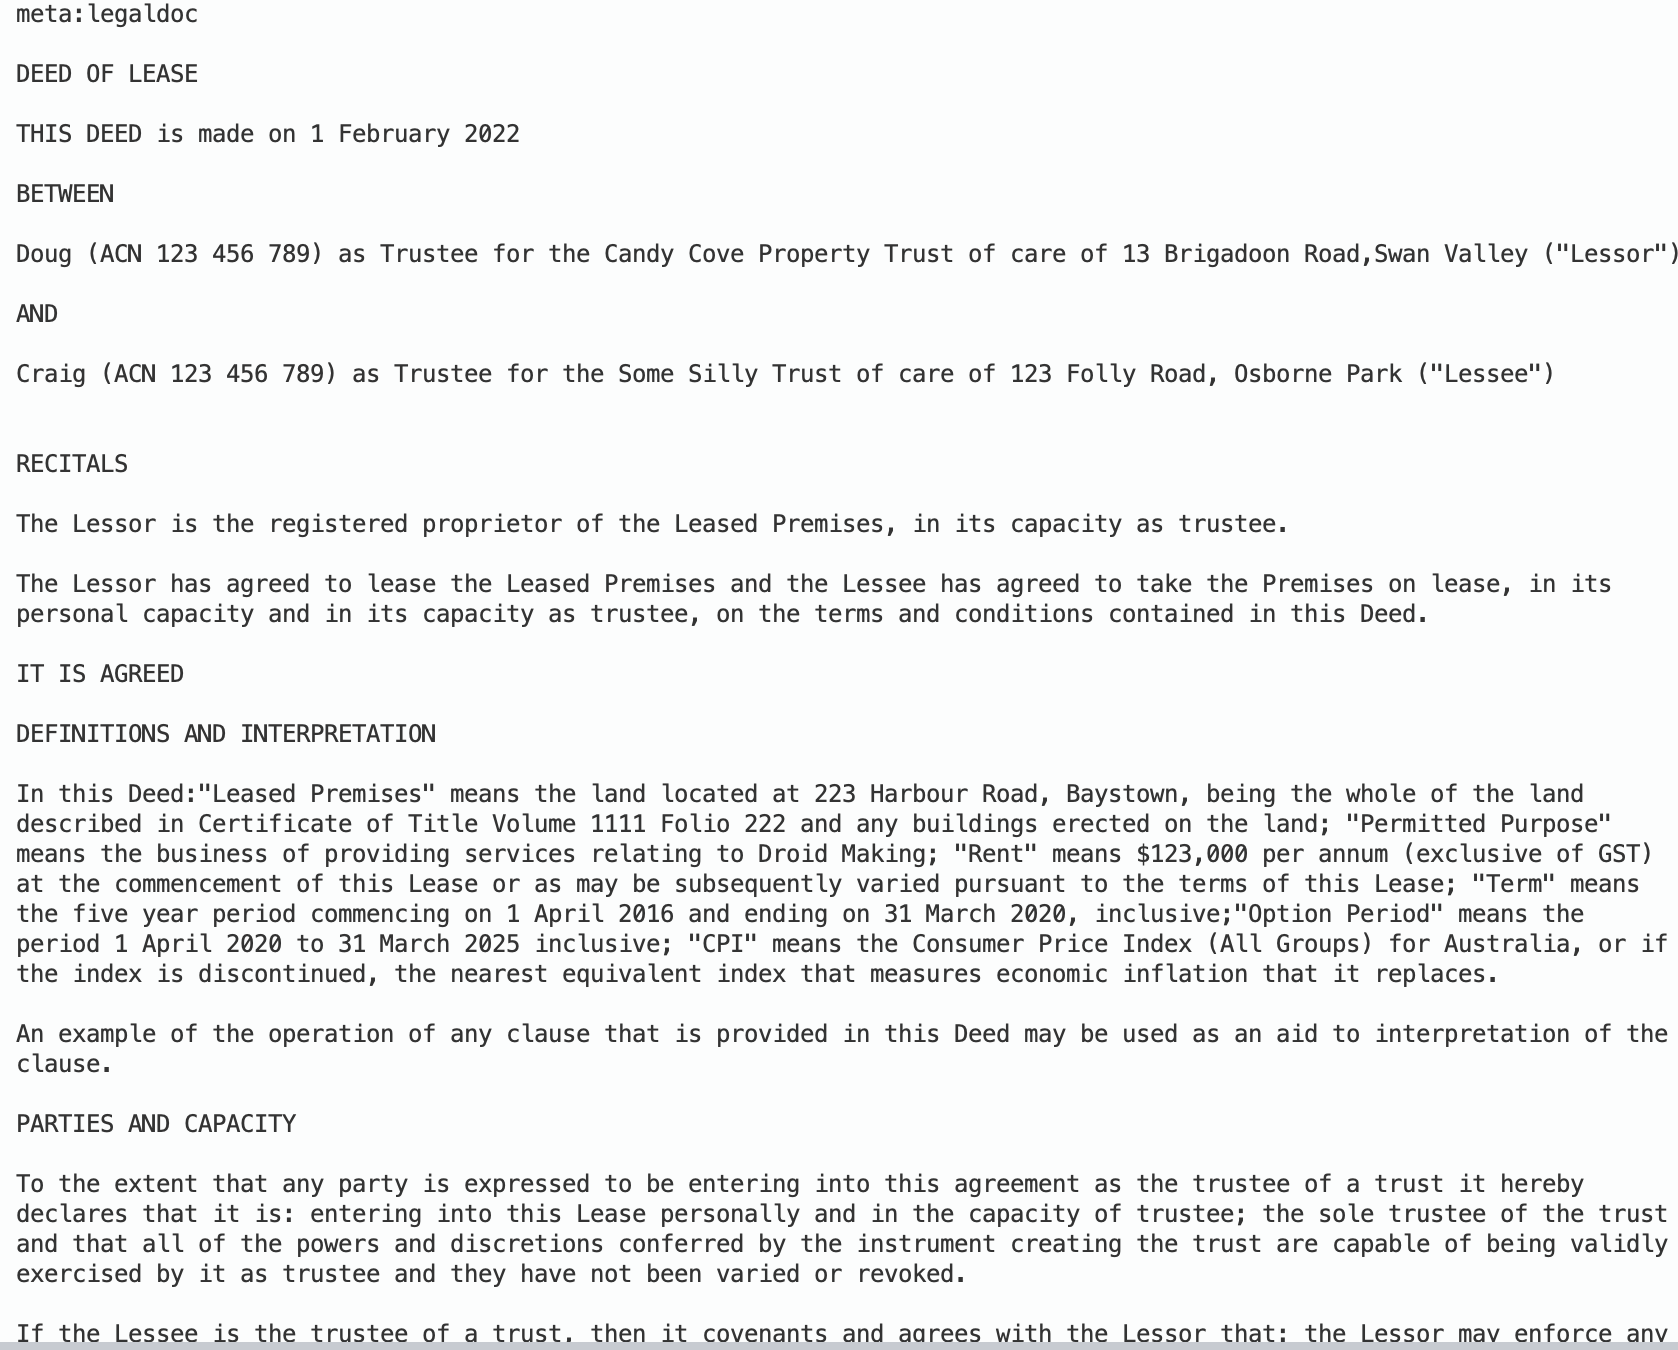 meta:legaldoc
DEED OF LEASE
THIS DEED is made on 1 February 2022
BETWEEN
Doug (ACN 123 456 789) as Trustee for the Candy Cove Property Trust of care of 13 Brigadoon Road,Swan Valley ("Lessor")
AND
Craig (ACN 123 456 789) as Trustee for the Some Silly Trust of care of 123 Folly Road, Osborne Park ("Lessee")
RECITALS
The Lessor is the registered proprietor of the Leased Premises, in its capacity as trustee.
The Lessor has agreed to lease the Leased Premises and the Lessee has agreed to take the Premises on lease, in its
personal capacity and in its capacity as trustee, on the terms and conditions contained in this Deed.
IT IS AGREED
DEFINITIONS AND INTERPRETATION
In this Deed:"Leased Premises" means the land located at 223 Harbour Road, Baystown, being the whole of the land
described in Certificate of Title Volume 1111 Folio 222 and any buildings erected on the land; "Permitted Purpose"
means the business of providing services relating to Droid Making; "Rent" means $123,000 per annum (exclusive of GST)
at the commencement of this Lease or as may be subsequently varied pursuant to the terms of this Lease; "Term" means
the five year period commencing on 1 April 2016 and ending on 31 March 2020, inclusive;"Option Period" means the
period 1 April 2020 to 31 March 2025 inclusive; "CPI" means the Consumer Price Index (All Groups) for Australia, or if
the index is discontinued, the nearest equivalent index that measures economic inflation that it replaces.
An example of the operation of any clause that is provided in this Deed may be used as an aid to interpretation of the
clause.
PARTIES AND CAPACITY
To the extent that any party is expressed to be entering into this agreement as the trustee of a trust it hereby
declares that it is: entering into this Lease personally and in the capacity of trustee; the sole trustee of the trust
and that all of the powers and discretions conferred by the instrument creating the trust are capable of being validly
exercised by it as trustee and they have not been varied or revoked.
If the Lessee is the trustee of a trust, then it covenants and agrees with the Lessor that: the Lessor may enforce any